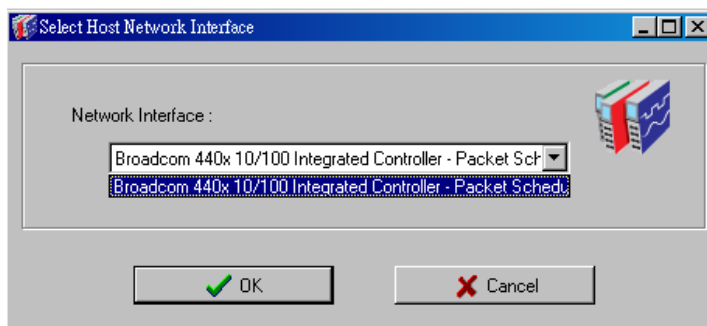 Select Host Network Interface
Network Interface :
Broadcom 440x 10/100 Integrated Controller - Packet Sch
Broadcom 440x 10/100 Integrated Controller - Packet Schedu
OK
Cancel